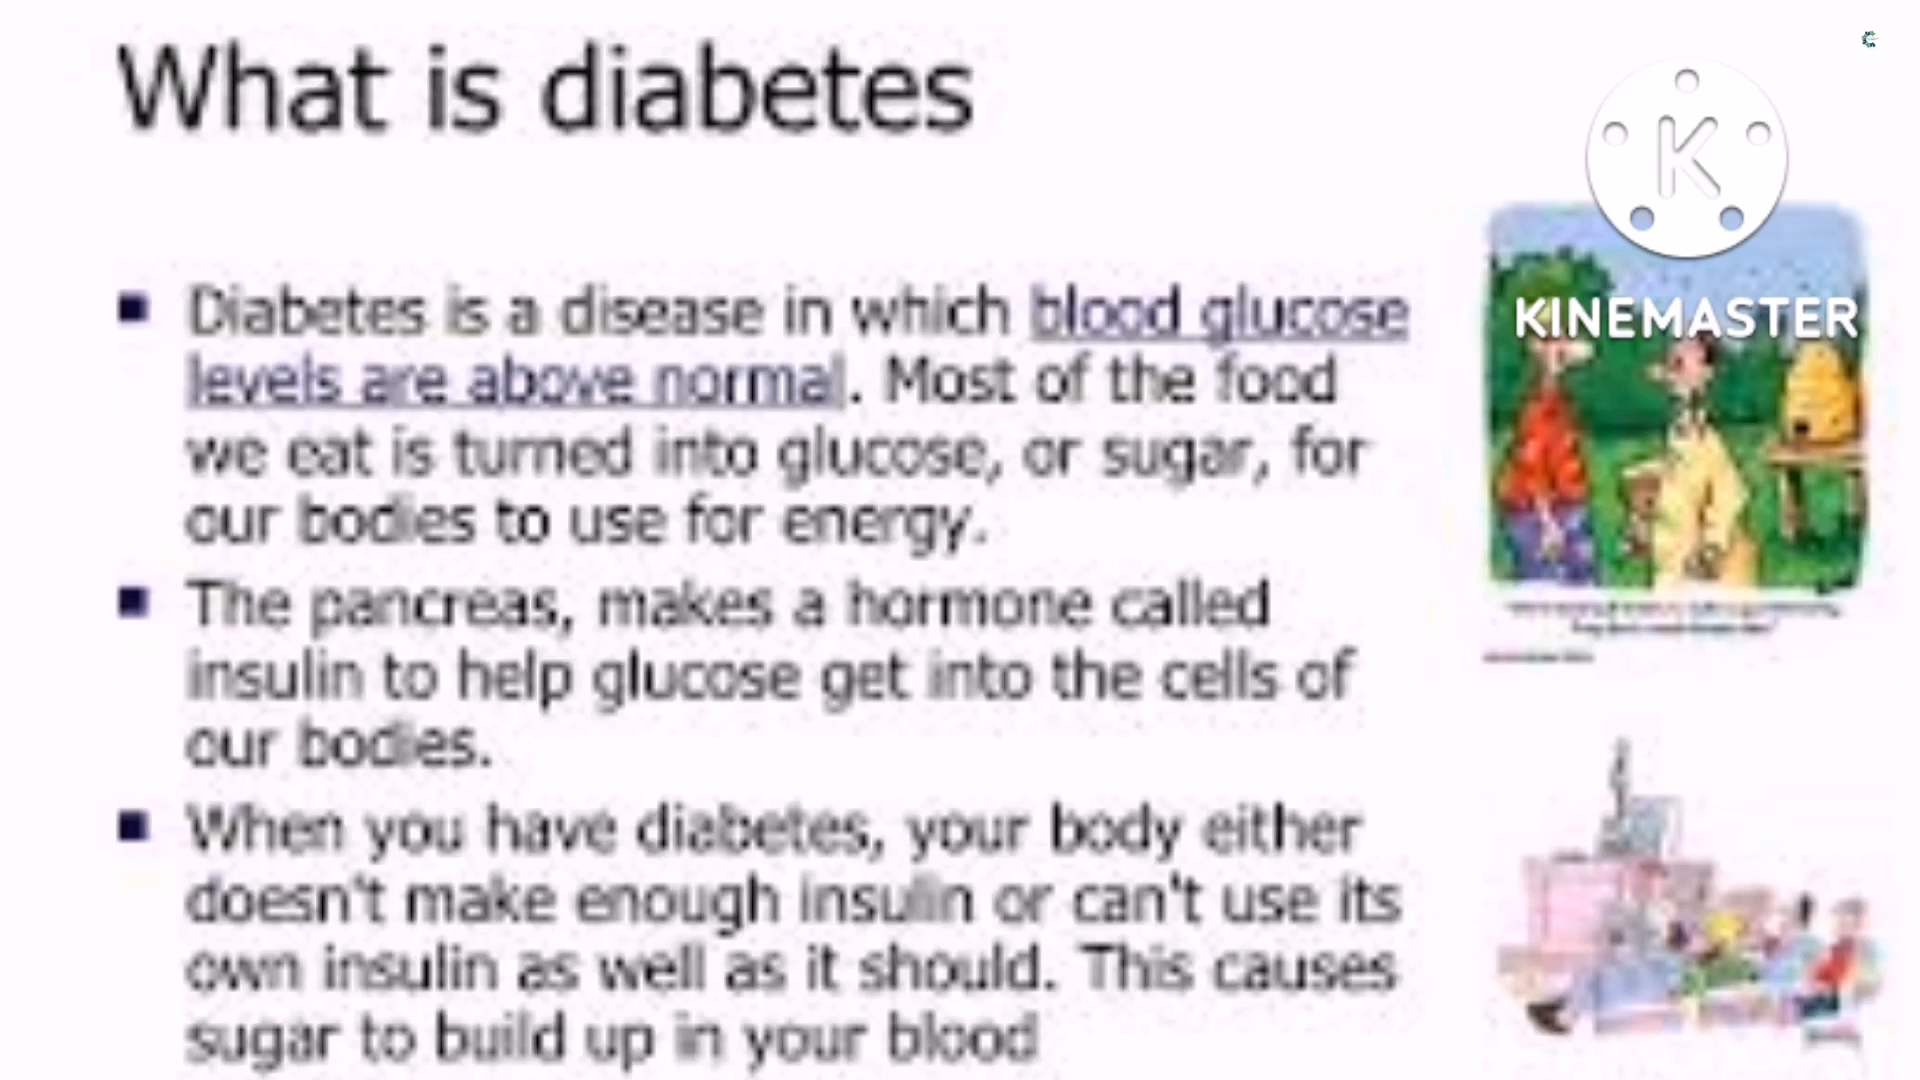 What is diabetes
K
KINEMASTER
■ Diabetes is a disease in which blood glucose
levels are above normal. Most of the food
we eat is turned into glucose, or sugar, for
our bodies to use for energy.
■ The pancreas, makes a hormone called
insulin to help glucose get into the cells of
our bodies.
■ When you have diabetes, your body either
doesn't make enough insulin or can't use its
own insulin as well as it should. This causes
sugar to build up in your blood